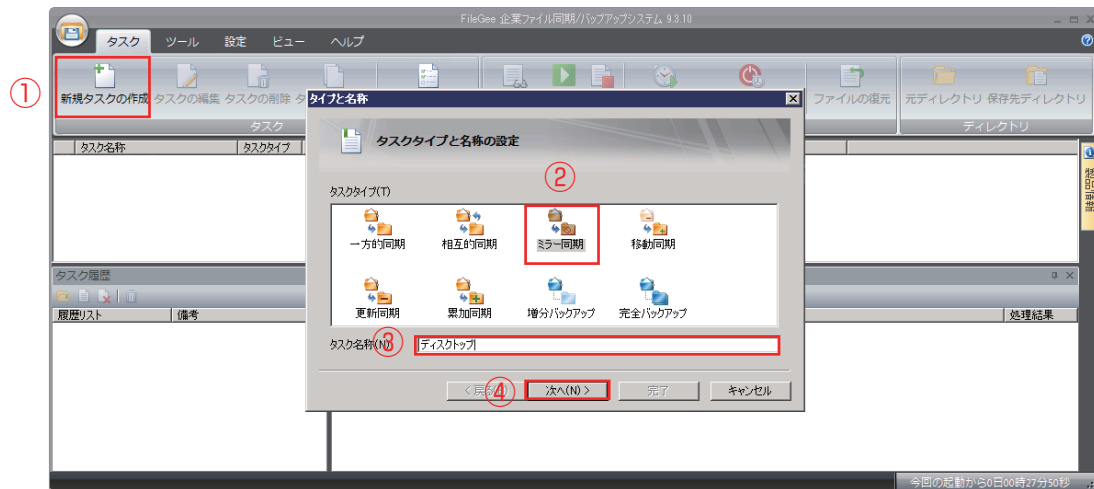 FileGee 企業ファイル同期/バップアップシステム 9.3.10
タスク ツール 設定 ビュー ヘルプ
①
新規タスクの作成 タスクの編集 タスクの削除 ファイルの復元 元ディレクトリ 保存先ディレクトリ
タスク ディレクトリ
タスク名称 タスクタイプ
タイプと名称
タスクタイプと名称の設定
②
タスクタイプ(T)
一方的同期 相互的同期 ミラー同期 移動同期
更新同期 累加同期 増分バックアップ 完全バックアップ
③
タスク名称(N) ディスクトップ
④
次へ(N) > 完了 キャンセル
タスク履歴
履歴リスト 備考 処理結果
今回の起動から0日00時27分50秒